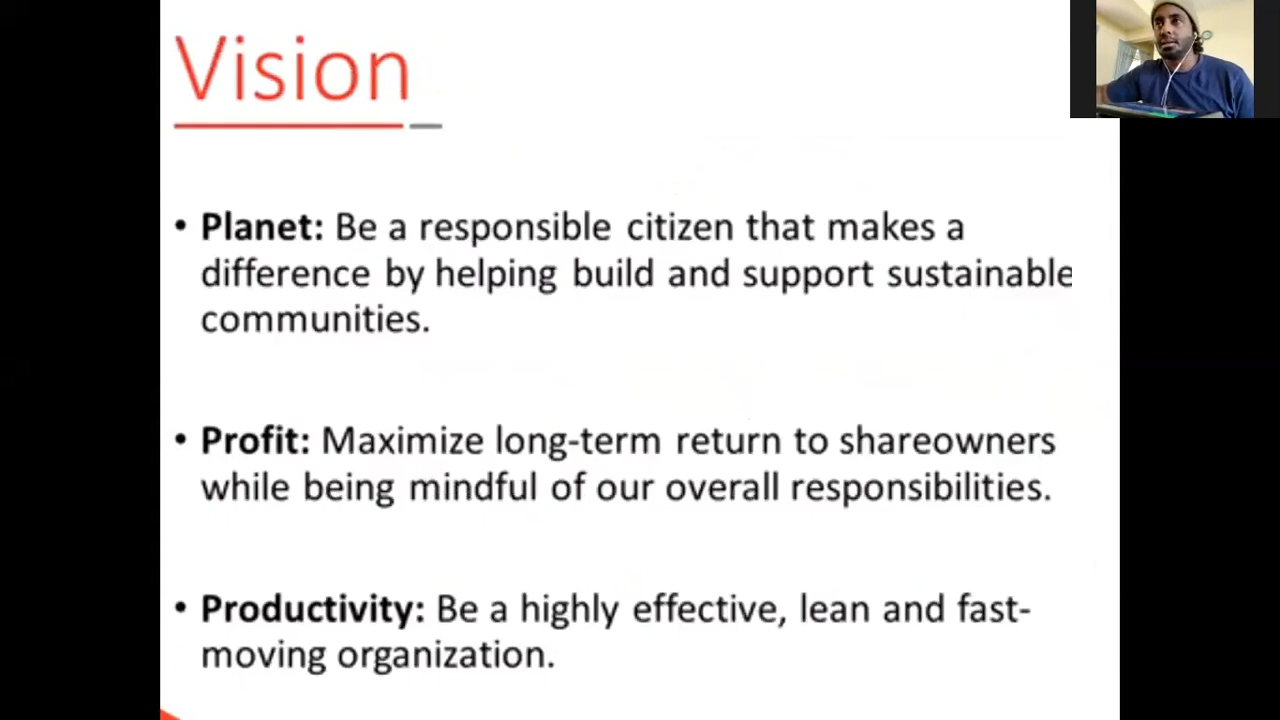 Vision
• Planet: Be a responsible citizen that makes a
difference by helping build and support sustainable
communities.
• Profit: Maximize long-term return to shareowners
while being mindful of our overall responsibilities.
• Productivity: Be a highly effective, lean and fast-
moving organization.